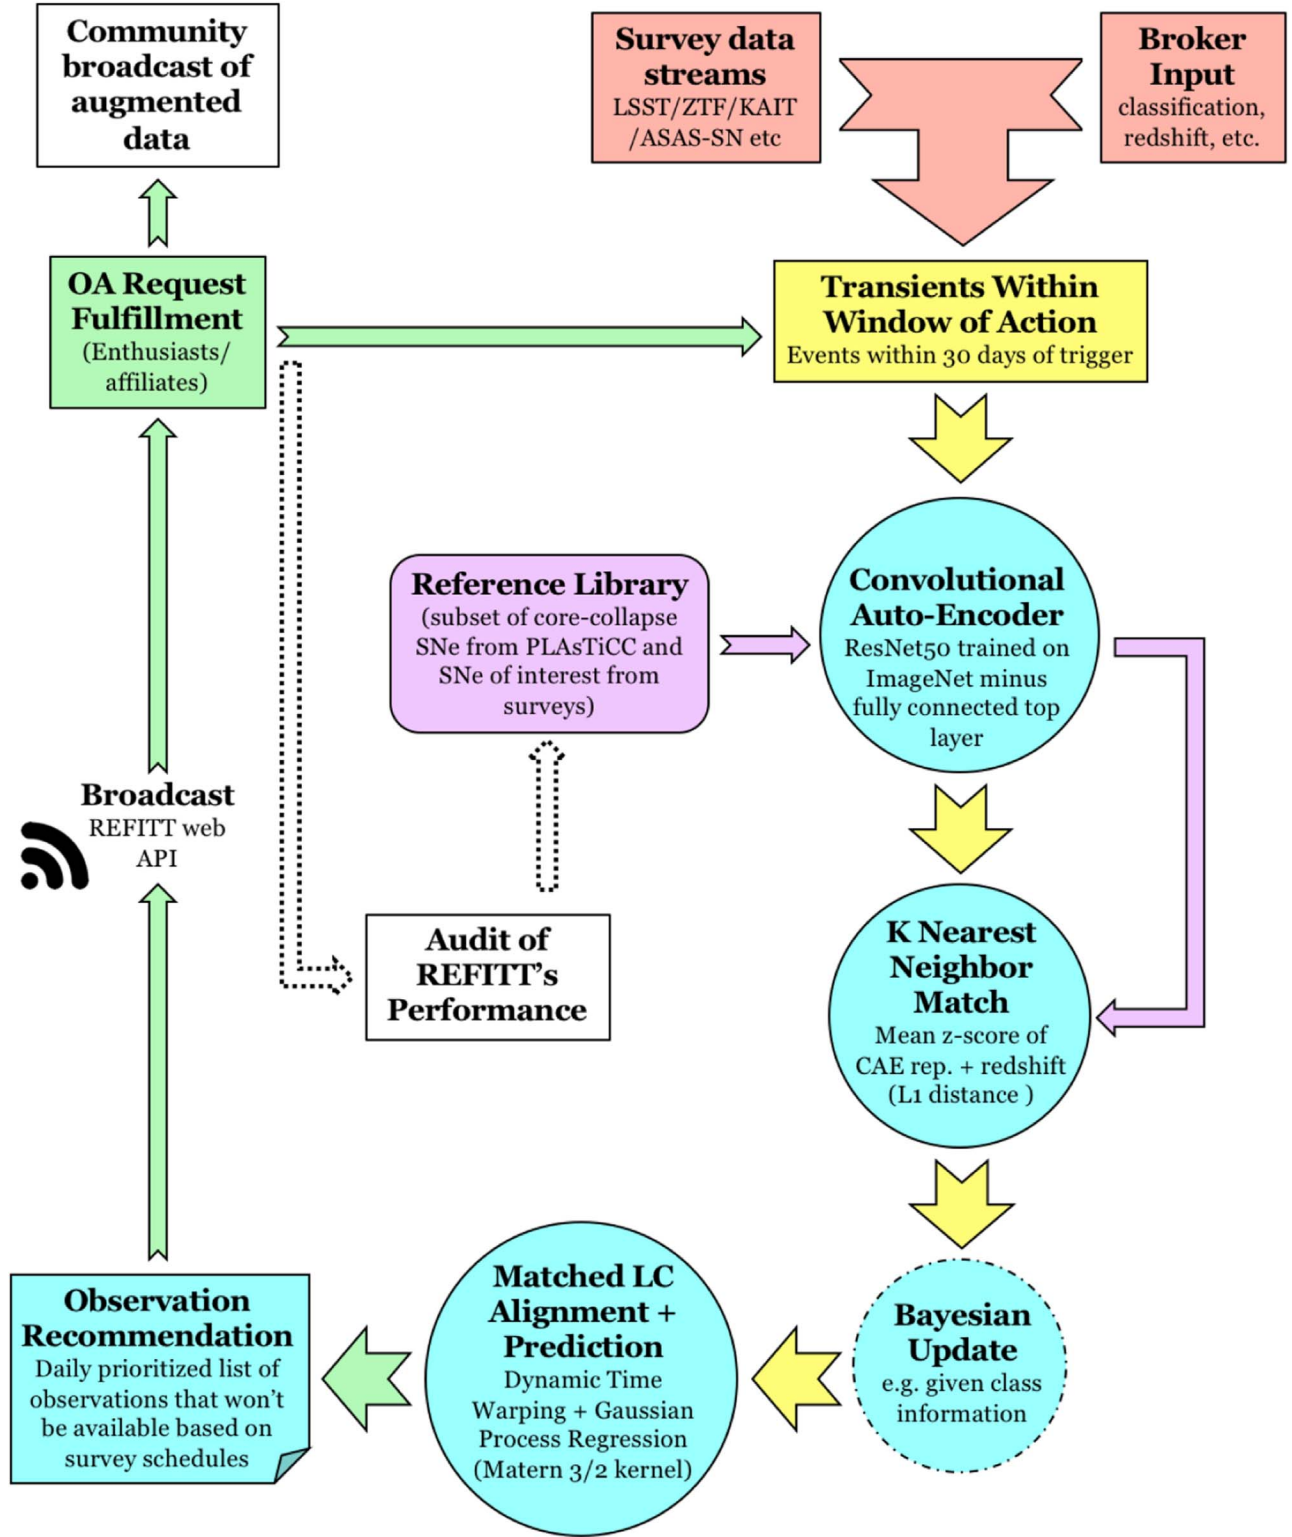 Community
broadcast of
augmented
data
Survey data
streams
LSST/ZTF/KAIT
/ASAS-SN etc
Broker
Input
classification,
redshift, etc.
OA Request
Fulfillment
(Enthusiasts/
affiliates)
Transients Within
Window of Action
Events within 30 days of trigger
Reference Library
(subset of core-collapse
SNe from PLAsTiCC and
SNe of interest from
surveys)
Convolutional
Auto-Encoder
ResNet50 trained on
ImageNet minus
fully connected top
layer
Broadcast
REFITT web
API
Audit of
REFITT's
Performance
K Nearest
Neighbor
Match
Mean z-score of
CAE rep. + redshift
(L1 distance )
Bayesian
Update
e.g. given class
information
Matched LC
Alignment +
Prediction
Dynamic Time
Warping + Gaussian
Process Regression
(Matern 3/2 kernel)
Observation
Recommendation
Daily prioritized list of
observations that won't
be available based on
survey schedules